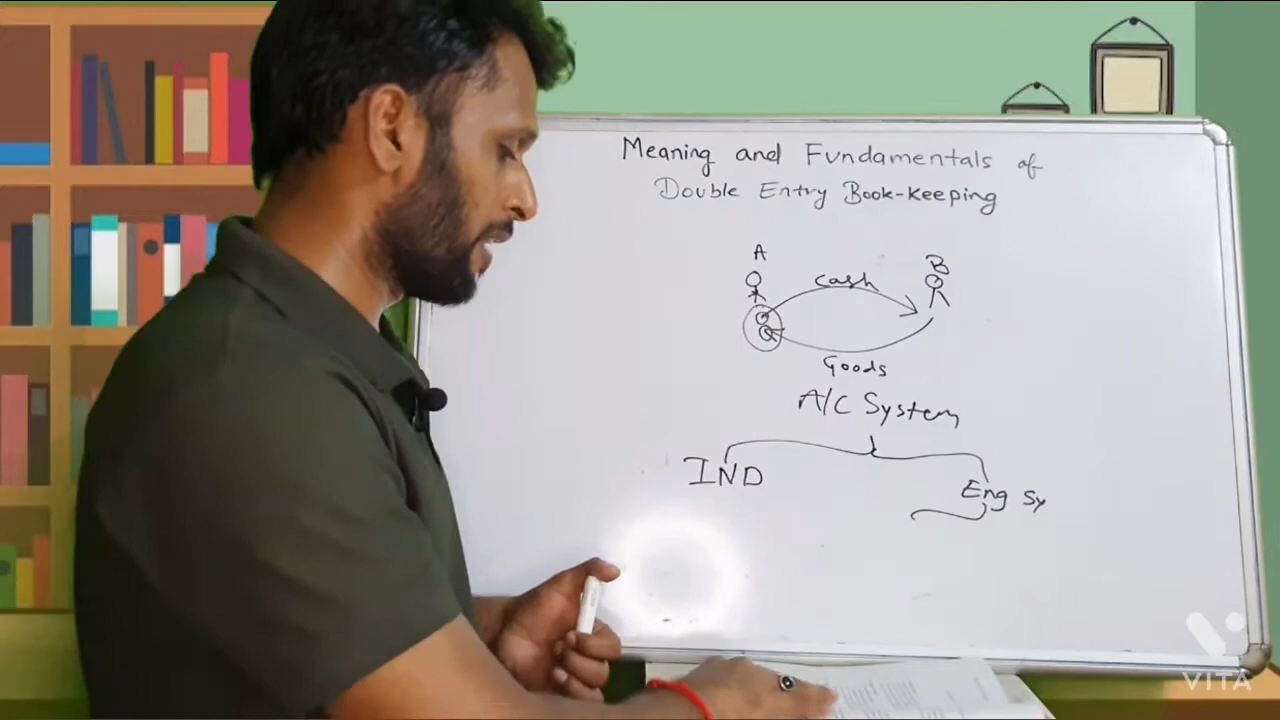 Meaning and Fundamentals of
Double Entry Book-Keeping
A
B
Cash
Goods
A/C System
IND
Eng Sy
VITA